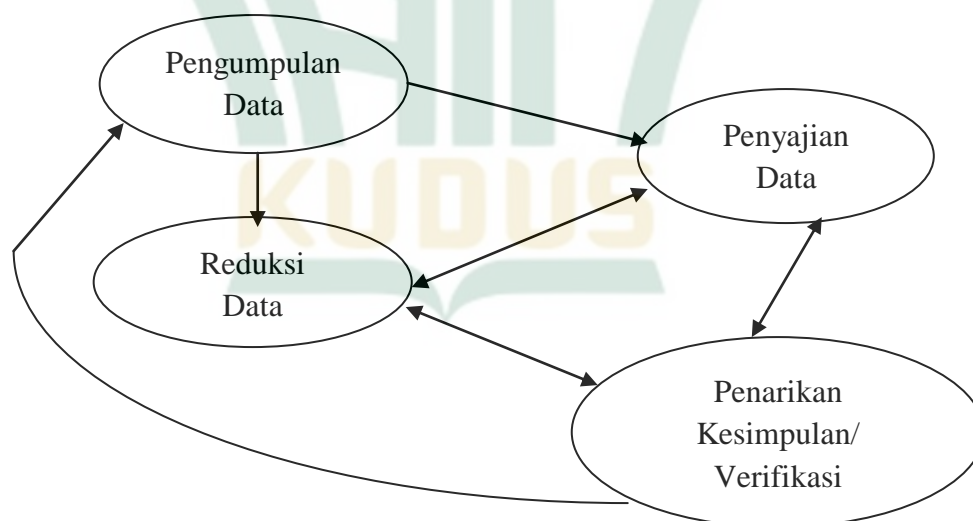 Pengumpulan
Data
Penyajian
Data
KUDUS
Reduksi
Data
Penarikan
Kesimpulan/
Verifikasi